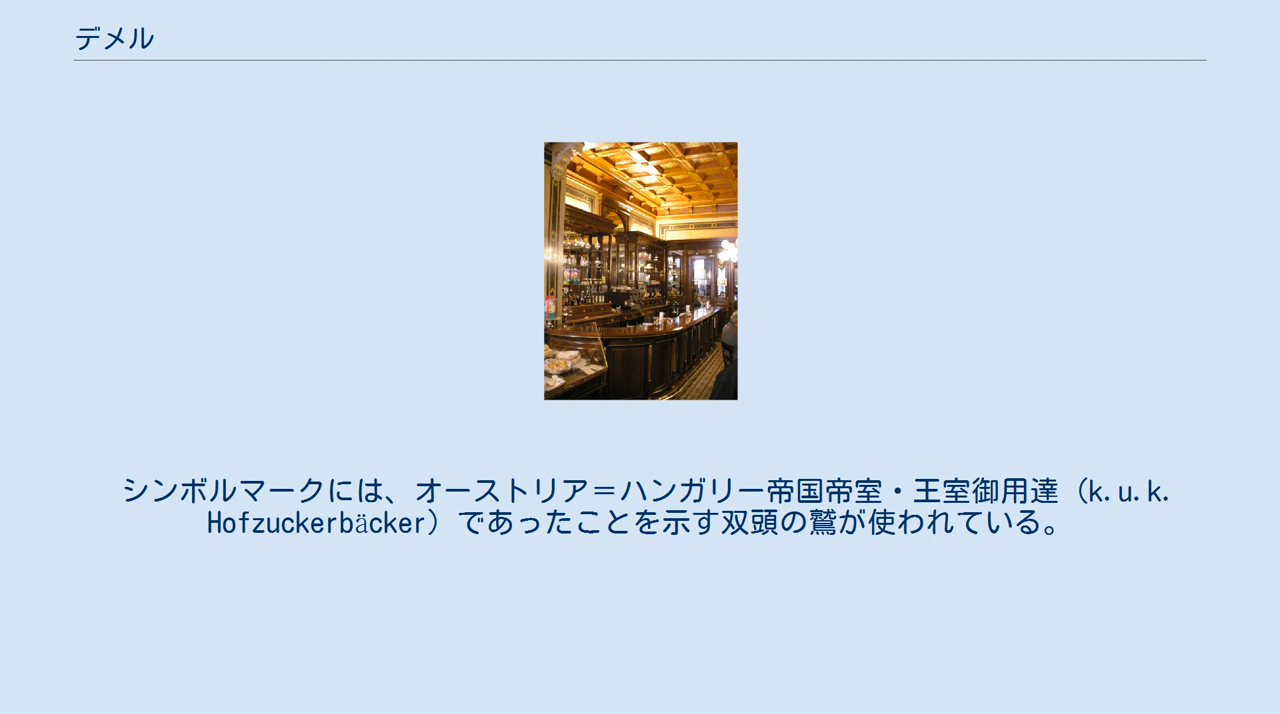 デメル
シンボルマークには、オーストリア＝ハンガリー帝国帝室・王室御用達（k.u.k.
Hofzuckerbäcker）であったことを示す双頭の鷲が使われている。